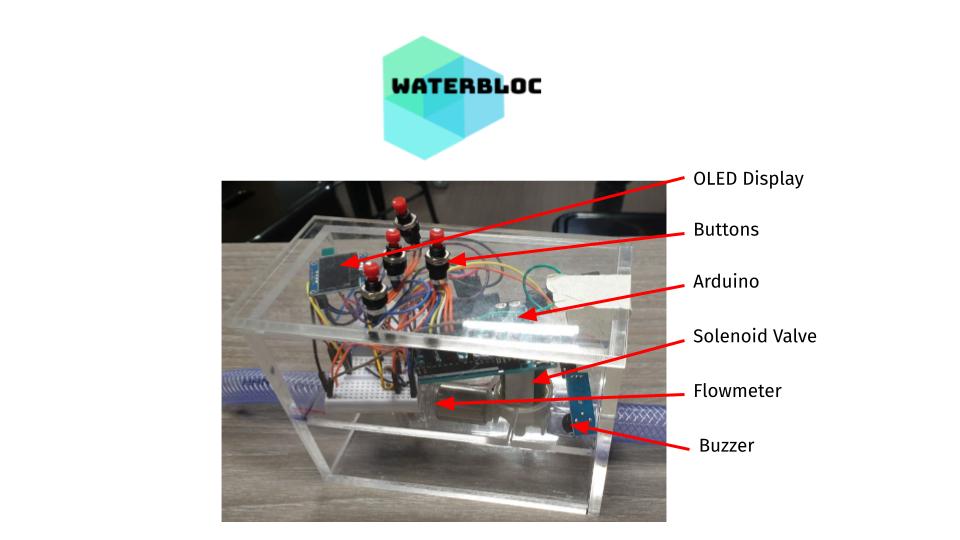 WATERBLOC
OLED Display
Buttons
Arduino
Solenoid Valve
Flowmeter
Buzzer